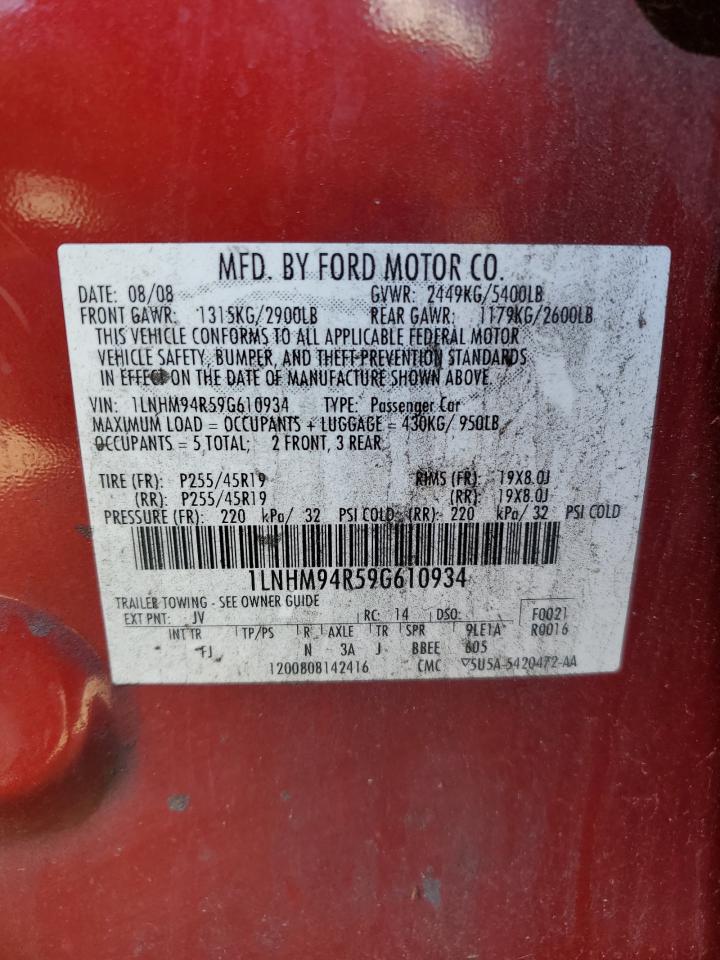 MFD. BY FORD MOTOR CO.
DATE: 08/08 GVWR: 2449KG/5400LB
FRONT GAWR: 1315KG/2900LB REAR GAWR: 1179KG/2600LB
THIS VEHICLE CONFORMS TO ALL APPLICABLE FEDERAL MOTOR
VEHICLE SAFETY, BUMPER, AND THEFT PREVENTION STANDARDS
IN EFFECT ON THE DATE OF MANUFACTURE SHOWN ABOVE.
VIN: 1LNHM94R59G610934 TYPE: Passenger Car
MAXIMUM LOAD = OCCUPANTS + LUGGAGE = 430KG/ 950LB
OCCUPANTS = 5 TOTAL; 2 FRONT, 3 REAR
TIRE (FR): P255/45R19 RIMS (FR): 19X8.0J
(RR): P255/45R19 (RR): 19X8.0J
PRESSURE (FR): 220 kPa/ 32 PSI COLD (RR): 220 kPa/ 32 PSI COLD
1LNHM94R59G610934
TRAILER TOWING - SEE OWNER GUIDE
EXT PNT: JV RC: 14 DSO: F0021
INT TR TP/PS R AXLE TR SPR 9LE1A R0016
FJ N 3A J BBEE 805
1200808142416 CMC ▽5U5A-5420472-AA